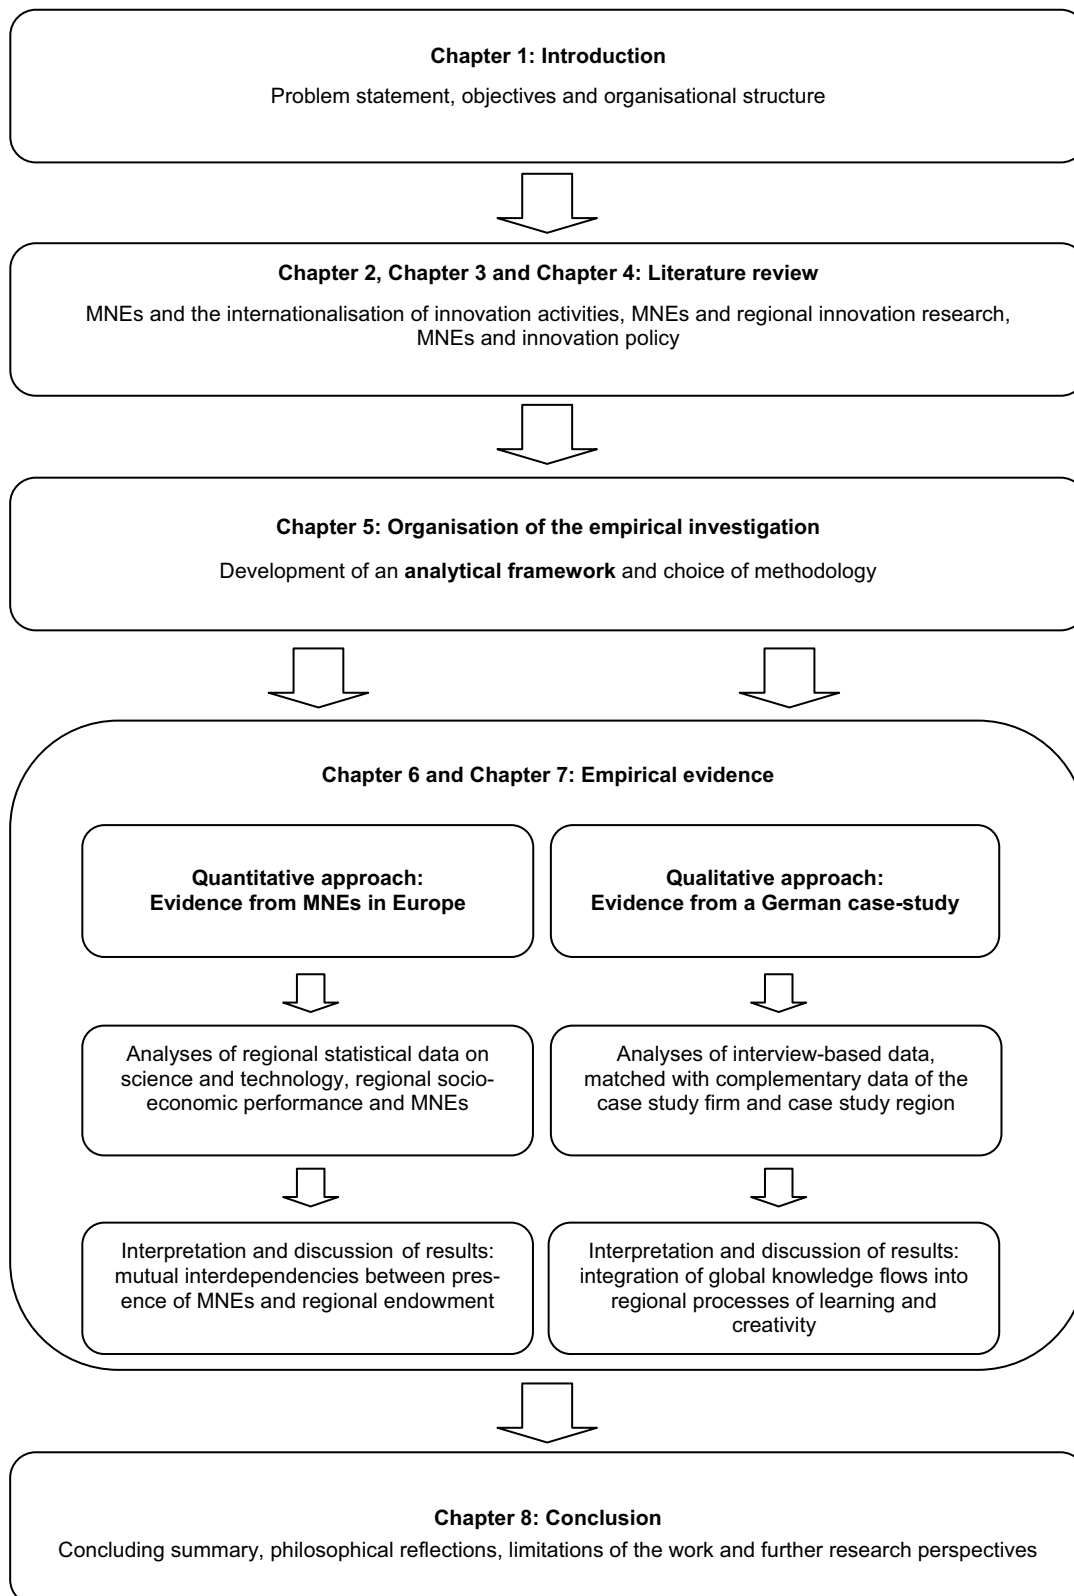 Chapter 1: Introduction
Problem statement, objectives and organisational structure
Chapter 2, Chapter 3 and Chapter 4: Literature review
MNEs and the internationalisation of innovation activities, MNEs and regional innovation research,
MNEs and innovation policy
Chapter 5: Organisation of the empirical investigation
Development of an analytical framework and choice of methodology
Chapter 6 and Chapter 7: Empirical evidence
Quantitative approach:
Evidence from MNEs in Europe
Analyses of regional statistical data on
science and technology, regional socio-
economic performance and MNEs
Interpretation and discussion of results:
mutual interdependencies between pres-
ence of MNEs and regional endowment
Qualitative approach:
Evidence from a German case-study
Analyses of interview-based data,
matched with complementary data of the
case study firm and case study region
Interpretation and discussion of results:
integration of global knowledge flows into
regional processes of learning and
creativity
Chapter 8: Conclusion
Concluding summary, philosophical reflections, limitations of the work and further research perspectives